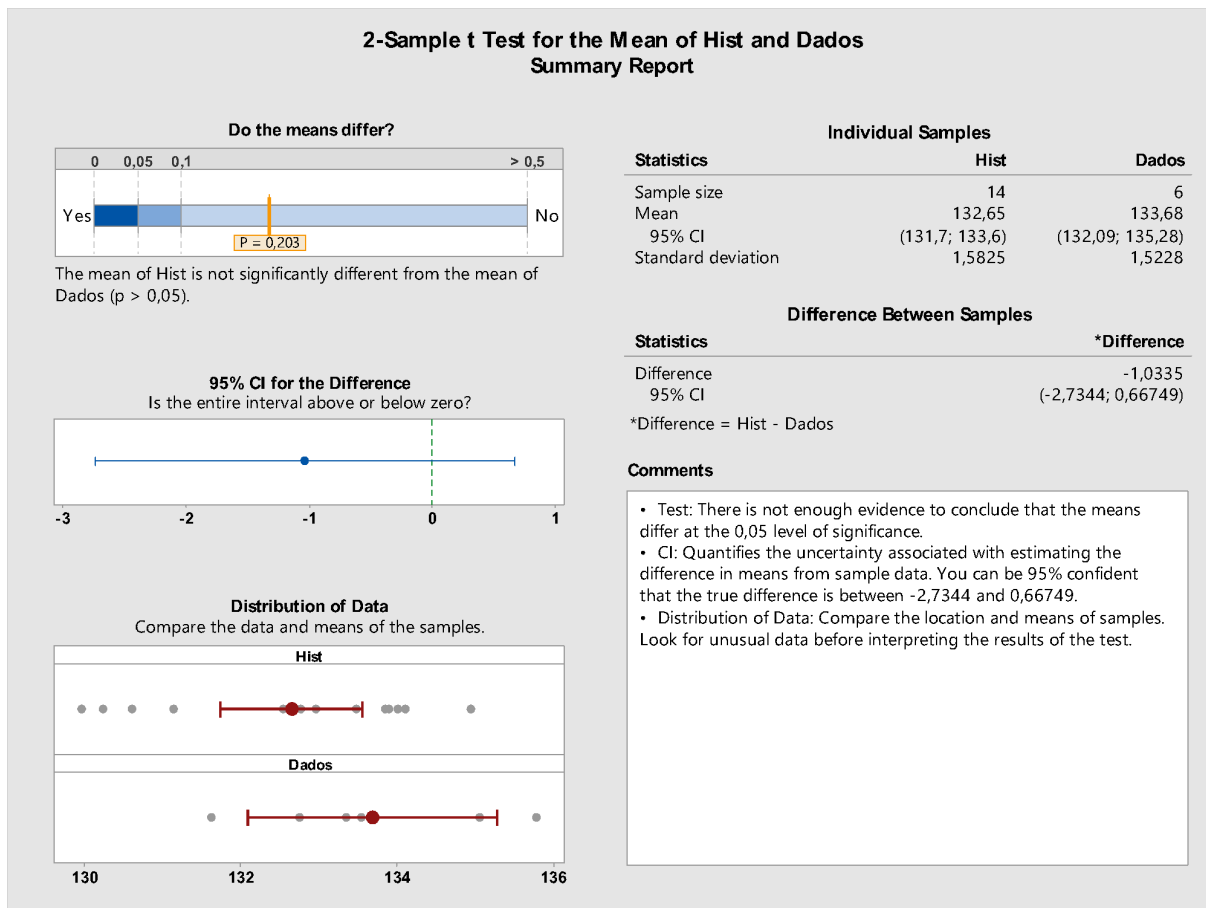 2-Sample t Test for the Mean of Hist and Dados
Summary Report
Do the means differ?
0 0,05 0,1 > 0,5
Yes No
P = 0,203
The mean of Hist is not significantly different from the mean of
Dados (p > 0,05).
95% CI for the Difference
Is the entire interval above or below zero?
-3 -2 -1 0 1
Distribution of Data
Compare the data and means of the samples.
Hist
Dados
130 132 134 136
Individual Samples
Statistics Hist Dados
Sample size 14 6
Mean 132,65 133,68
95% CI (131,7; 133,6) (132,09; 135,28)
Standard deviation 1,5825 1,5228
Difference Between Samples
Statistics *Difference
Difference -1,0335
95% CI (-2,7344; 0,66749)
*Difference = Hist - Dados
Comments
• Test: There is not enough evidence to conclude that the means
differ at the 0,05 level of significance.
• CI: Quantifies the uncertainty associated with estimating the
difference in means from sample data. You can be 95% confident
that the true difference is between -2,7344 and 0,66749.
• Distribution of Data: Compare the location and means of samples.
Look for unusual data before interpreting the results of the test.